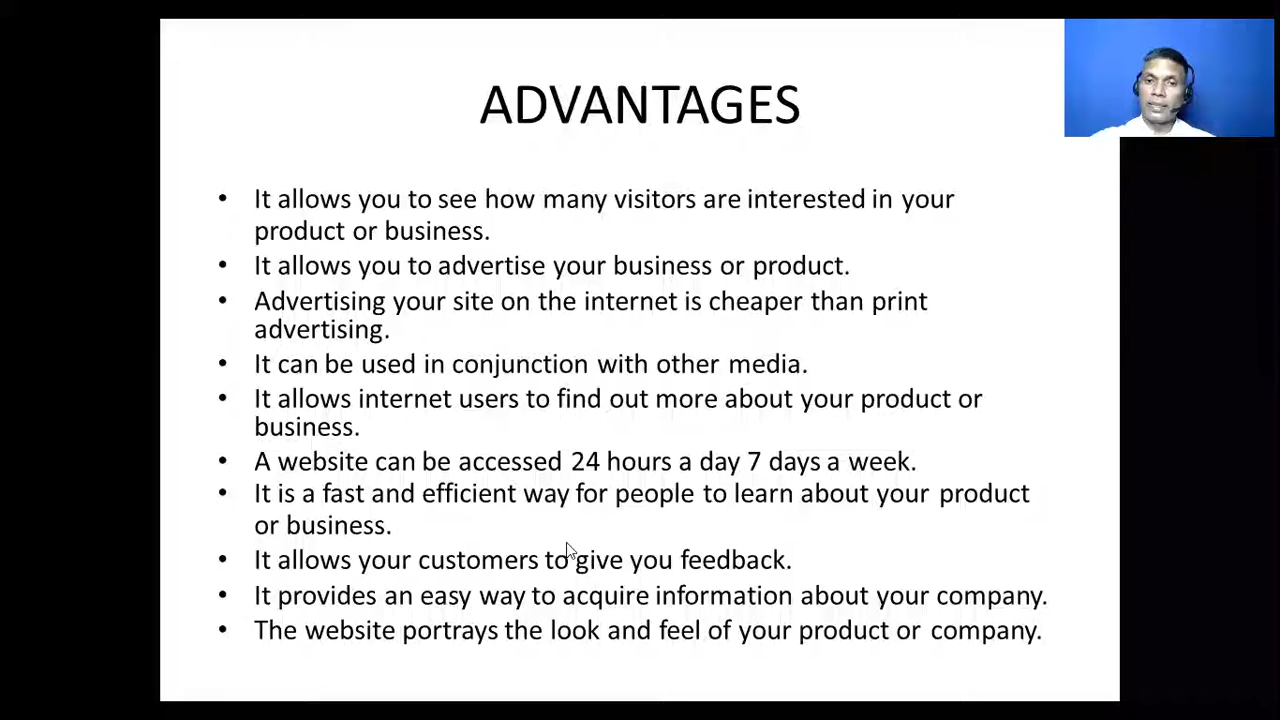 ADVANTAGES
• It allows you to see how many visitors are interested in your
product or business.
• It allows you to advertise your business or product.
• Advertising your site on the internet is cheaper than print
advertising.
• It can be used in conjunction with other media.
• It allows internet users to find out more about your product or
business.
• A website can be accessed 24 hours a day 7 days a week.
• It is a fast and efficient way for people to learn about your product
or business.
• It allows your customers to give you feedback.
• It provides an easy way to acquire information about your company.
• The website portrays the look and feel of your product or company.